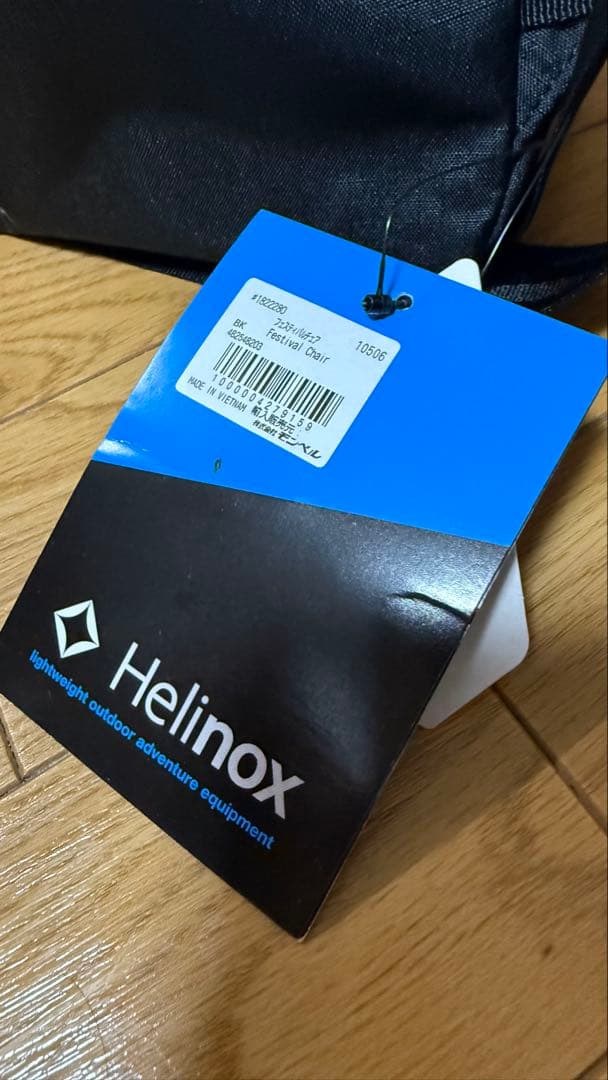 #1822280
フェスティバルチェア 10506
BK Festival Chair
482548203
1000004279159
MADE IN VIETNAM 輸入販売元:
株式会社モンベル
Helinox
lightweight outdoor adventure equipment